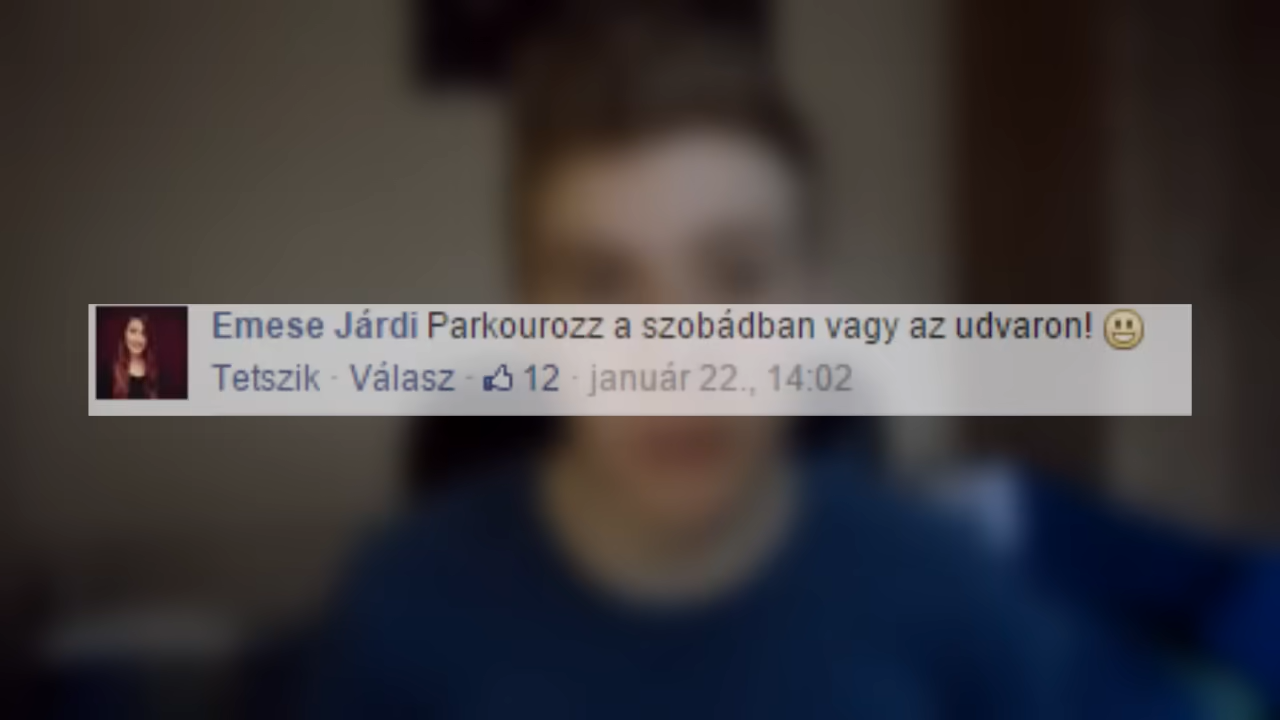 Emese Járdi Parkourozz a szobádban vagy az udvaron! 😃
Tetszik · Válasz · 12 · január 22., 14:02